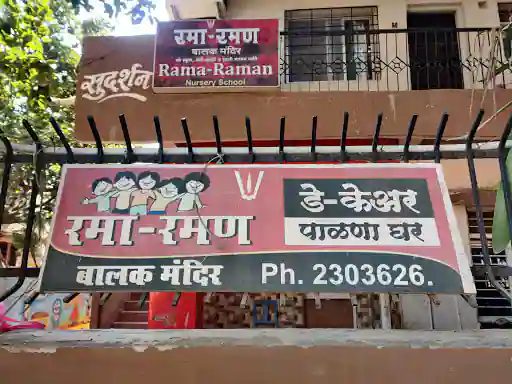 रमा-रमण
बालक मंदिर
Rama-Raman
Nursery School
सुदर्शन
रमा-रमण
बालक मंदिर
डे-केअर
पाळणा घर
Ph. 2303626.